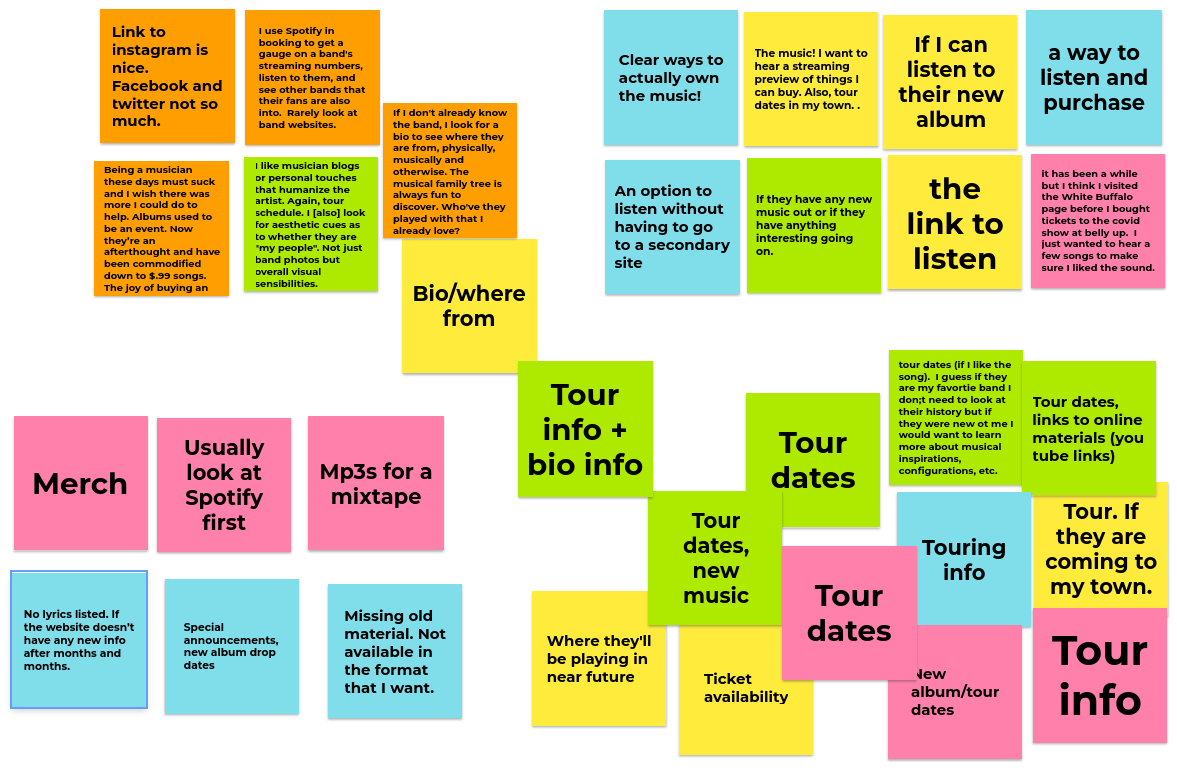 Link to
instagram is
nice.
Facebook and
twitter not so
much.
I use Spotify in
booking to get a
gauge on a band's
streaming numbers,
listen to them, and
see other bands that
their fans are also
into.  Rarely look at
band websites.
If I don't already know
the band, I look for a
bio to see where they
are from, physically,
musically and
otherwise. The
musical family tree is
always fun to
discover. Who've they
played with that I
already love?
Being a musician
these days must suck
and I wish there was
more I could do to
help. Albums used to
be an event. Now
they're an
afterthought and have
been commodified
down to $.99 songs.
The joy of buying an
I like musician blogs
or personal touches
that humanize the
artist. Again, tour
schedule. I [also] look
for aesthetic cues as
to whether they are
"my people". Not just
band photos but
overall visual
sensibilities.
Bio/where
from
Clear ways to
actually own
the music!
The music! I want to
hear a streaming
preview of things I
can buy. Also, tour
dates in my town. .
If I can
listen to
their new
album
a way to
listen and
purchase
An option to
listen without
having to go
to a secondary
site
If they have any new
music out or if they
have anything
interesting going
on.
the
link to
listen
it has been a while
but I think I visited
the White Buffalo
page before I bought
tickets to the covid
show at belly up.  I
just wanted to hear a
few songs to make
sure I liked the sound.
Tour
info +
bio info
Tour
dates
tour dates (if I like the
song).  I guess if they
are my favortie band I
don;t need to look at
their history but if
they were new ot me I
would want to learn
more about musical
inspirations,
configurations, etc.
Tour dates,
links to online
materials (you
tube links)
Merch
Usually
look at
Spotify
first
Mp3s for a
mixtape
Tour
dates,
new
music
Touring
info
Tour. If
they are
coming to
my town.
No lyrics listed. If
the website doesn't
have any new info
after months and
months.
Special
announcements,
new album drop
dates
Missing old
material. Not
available in
the format
that I want.
Where they'll
be playing in
near future
Ticket
availability
Tour
dates
New
album/tour
dates
Tour
info